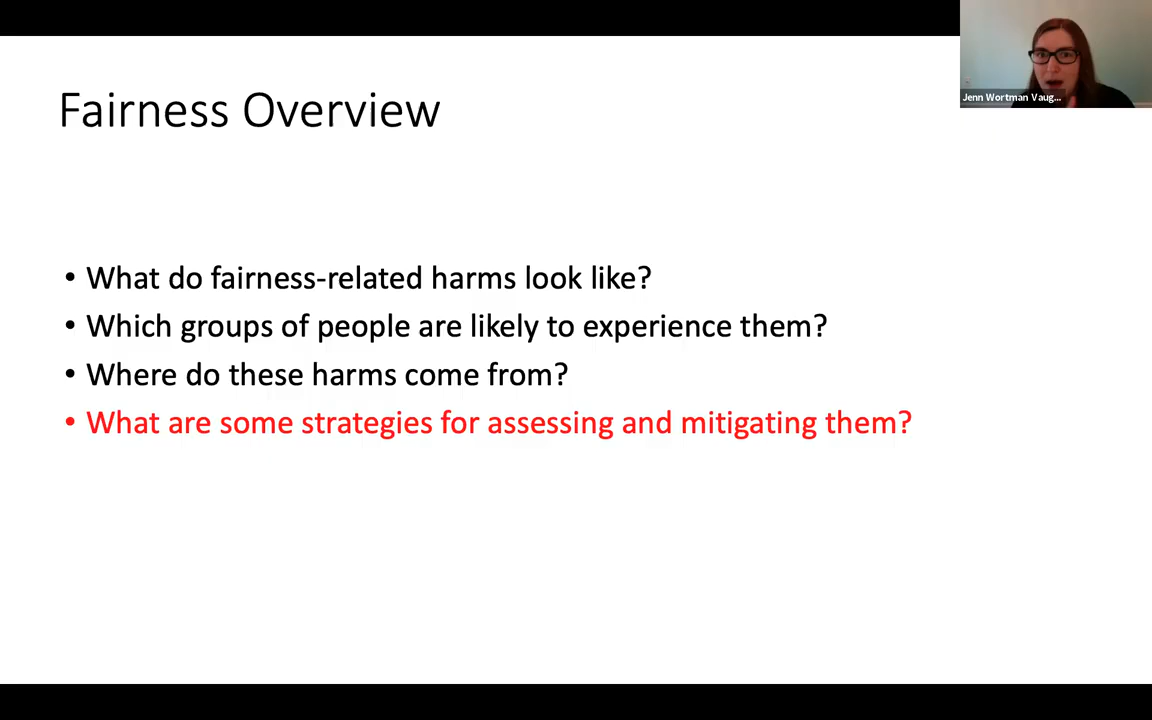 Jenn Wortman Vaug...
Fairness Overview
• What do fairness-related harms look like?
• Which groups of people are likely to experience them?
• Where do these harms come from?
• What are some strategies for assessing and mitigating them?